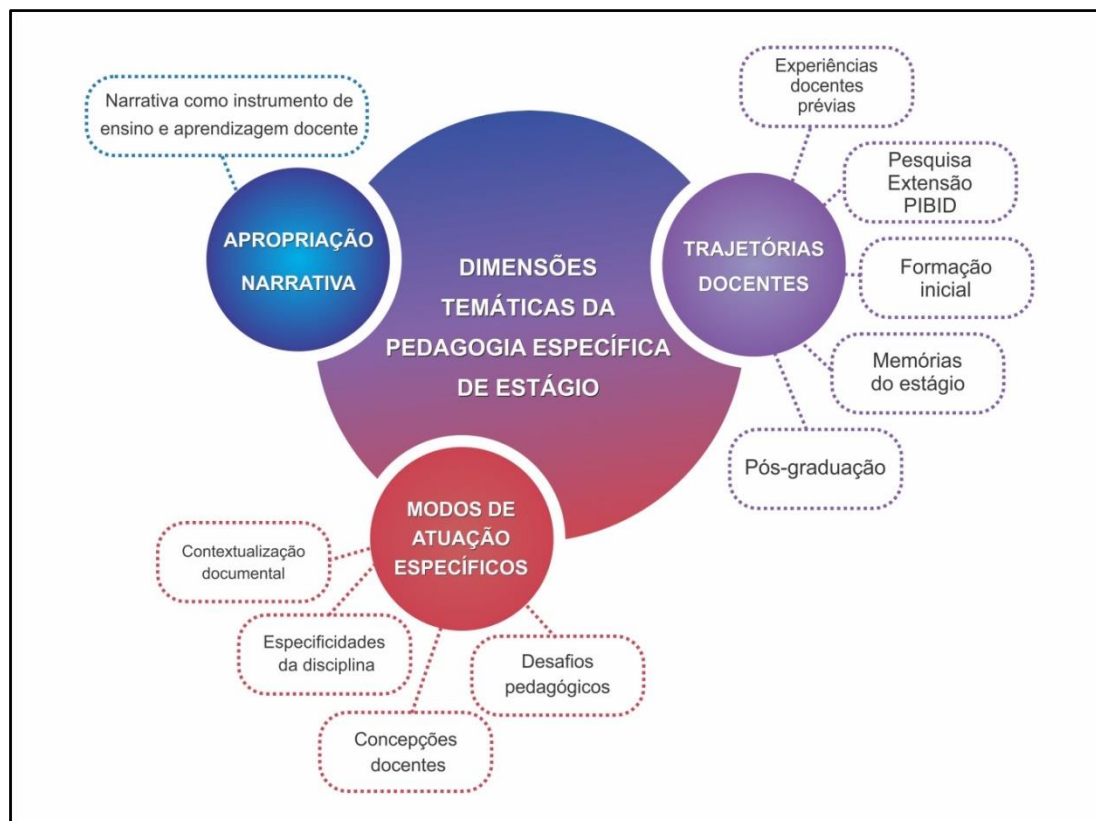 Narrativa como instrumento de
ensino e aprendizagem docente
APROPRIAÇÃO
NARRATIVA
DIMENSÕES
TEMÁTICAS DA
PEDAGOGIA ESPECÍFICA
DE ESTÁGIO
TRAJETÓRIAS
DOCENTES
Experiências
docentes
prévias
Pesquisa
Extensão
PIBID
Formação
inicial
Memórias
do estágio
Pós-graduação
MODOS DE
ATUAÇÃO
ESPECÍFICOS
Contextualização
documental
Especificidades
da disciplina
Concepções
docentes
Desafios
pedagógicos